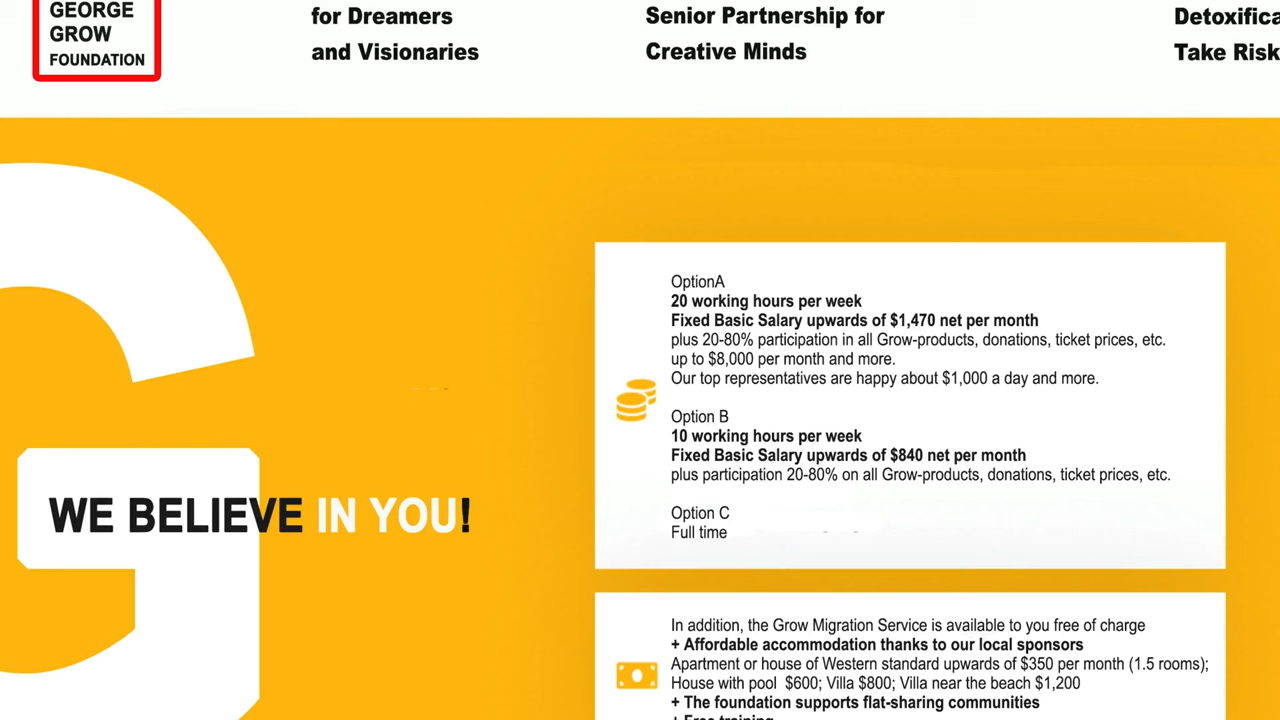 GEORGE
GROW
FOUNDATION
for Dreamers
and Visionaries
Senior Partnership for
Creative Minds
Take Risk
WE BELIEVE IN YOU!
OptionA
20 working hours per week
Fixed Basic Salary upwards of $1,470 net per month
plus 20-80% participation in all Grow-products, donations, ticket prices, etc.
up to $8,000 per month and more.
Our top representatives are happy about $1,000 a day and more.
Option B
10 working hours per week
Fixed Basic Salary upwards of $840 net per month
plus participation 20-80% on all Grow-products, donations, ticket prices, etc.
Option C
Full time
In addition, the Grow Migration Service is available to you free of charge
+ Affordable accommodation thanks to our local sponsors
Apartment or house of Western standard upwards of $350 per month (1.5 rooms);
House with pool $600; Villa $800; Villa near the beach $1,200
+ The foundation supports flat-sharing communities
+ Free training